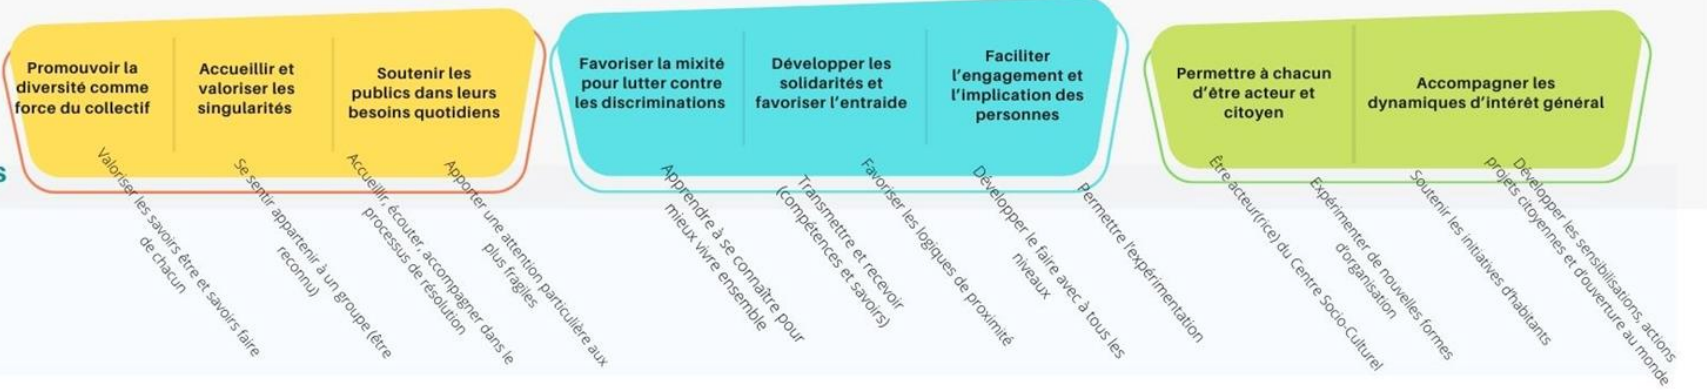 Promouvoir la
diversité comme
force du collectif
Accueillir et
valoriser les
singularités
Soutenir les
publics dans leurs
besoins quotidiens
Favoriser la mixité
pour lutter contre
les discriminations
Développer les
solidarités et
favoriser l'entraide
Faciliter
l'engagement et
l'implication des
personnes
Permettre à chacun
d'être acteur et
citoyen
Accompagner les
dynamiques d'intérêt général
s
Valoriser les savoirs être et savoirs faire
de chacun
Se sentir appartenir à un groupe (être
reconnu)
Accueillir, écouter, accompagner dans le
processus de résolution
Apporter une attention particulière aux
plus fragiles
Apprendre à se connaître pour
mieux vivre ensemble
Transmettre et recevoir
(compétences et savoirs)
Favoriser les logiques de proximité
Développer le faire avec à tous les
niveaux
Permettre l'expérimentation
Être acteur(rice) du Centre Socio-Culturel
Expérimenter de nouvelles formes
d'organisation
Soutenir les initiatives d'habitants
Développer les sensibilisations, actions
projets citoyennes et d'ouverture au monde